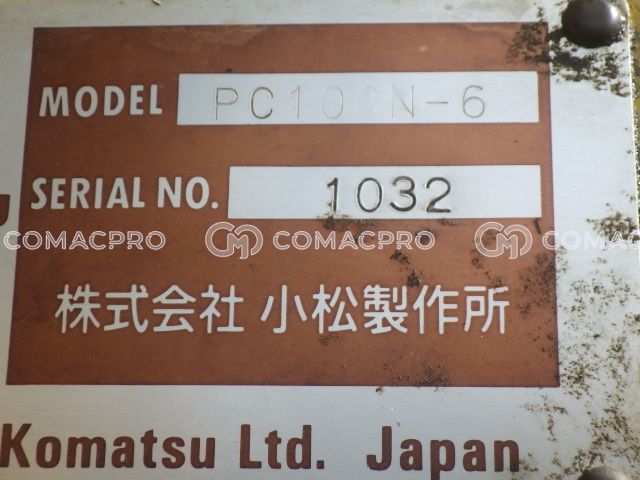 MODEL PC100N-6
SERIAL NO. 1032
COMACPRO COMACPRO COMACPRO
株式会社 小松製作所
Komatsu Ltd. Japan